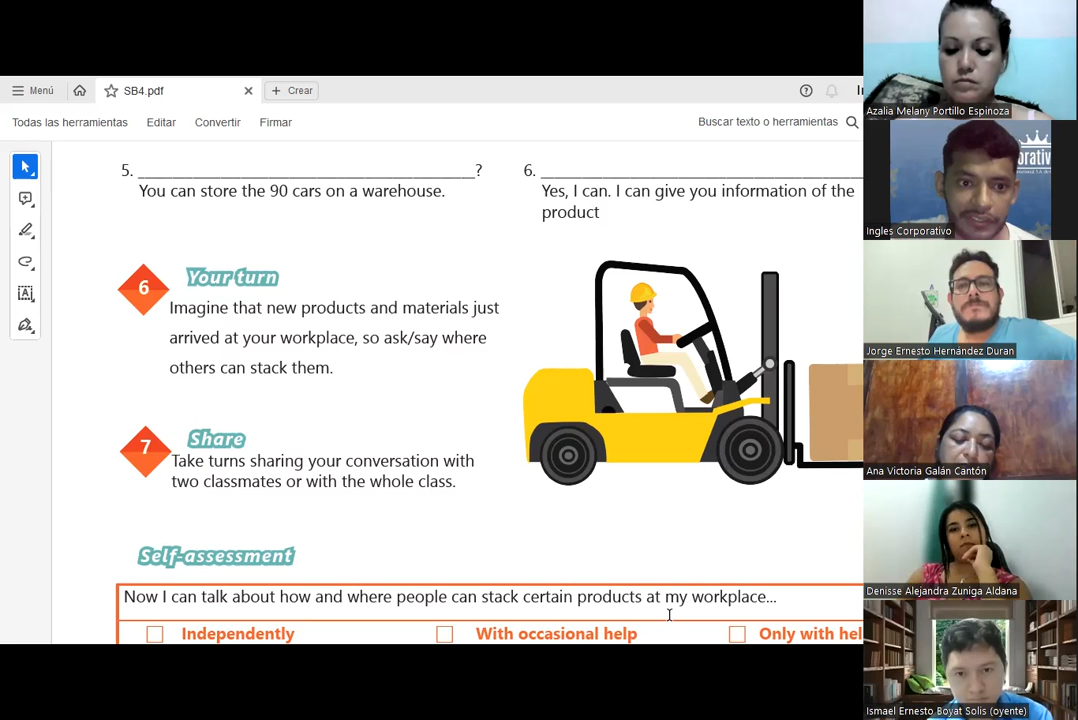 Menú
SB4.pdf
Crear
Todas las herramientas
Editar
Convertir
Firmar
Buscar texto o herramientas
5. ?
You can store the 90 cars on a warehouse.
6.
Yes, I can. I can give you information of the
product
6
Your turn
Imagine that new products and materials just
arrived at your workplace, so ask/say where
others can stack them.
7
Share
Take turns sharing your conversation with
two classmates or with the whole class.
Self-assessment
Now I can talk about how and where people can stack certain products at my workplace...
Independently
With occasional help
Only with hel
Azalia Melany Portillo Espinoza
Ingles Corporativo
Jorge Ernesto Hernández Duran
Ana Victoria Galán Cantón
Denisse Alejandra Zuniga Aldana
Ismael Ernesto Boyat Solis (oyente)